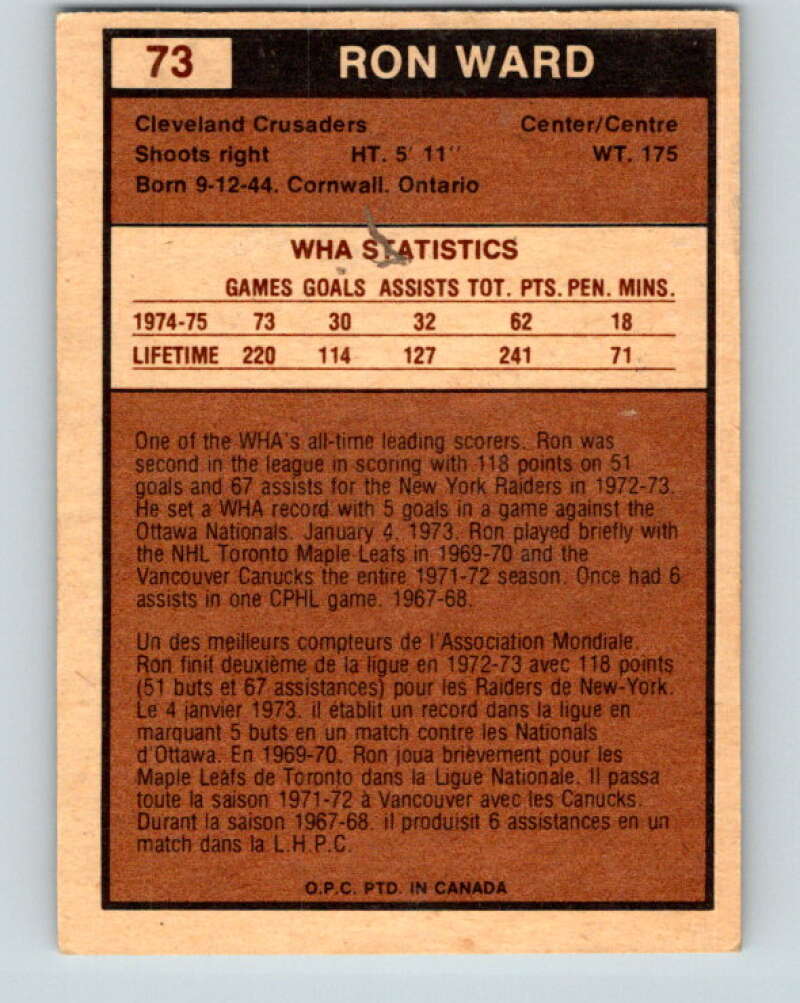 73 RON WARD
Cleveland Crusaders Center/Centre
Shoots right HT. 5' 11" WT. 175
Born 9-12-44. Cornwall. Ontario
WHA STATISTICS
GAMES GOALS ASSISTS TOT. PTS. PEN. MINS.
1974-75 73 30 32 62 18
LIFETIME 220 114 127 241 71
One of the WHA's all-time leading scorers. Ron was
second in the league in scoring with 118 points on 51
goals and 67 assists for the New York Raiders in 1972-73.
He set a WHA record with 5 goals in a game against the
Ottawa Nationals. January 4. 1973. Ron played briefly with
the NHL Toronto Maple Leafs in 1969-70 and the
Vancouver Canucks the entire 1971-72 season. Once had 6
assists in one CPHL game. 1967-68.
Un des meilleurs compteurs de l'Association Mondiale.
Ron finit deuxième de la ligue en 1972-73 avec 118 points
(51 buts et 67 assistances) pour les Raiders de New-York.
Le 4 janvier 1973. il établit un record dans la ligue en
marquant 5 buts en un match contre les Nationals
d'Ottawa. En 1969-70. Ron joua brièvement pour les
Maple Leafs de Toronto dans la Ligue Nationale. Il passa
toute la saison 1971-72 à Vancouver avec les Canucks.
Durant la saison 1967-68. il produisit 6 assistances en un
match dans la L.H.P.C.
O.P.C. PTD. IN CANADA